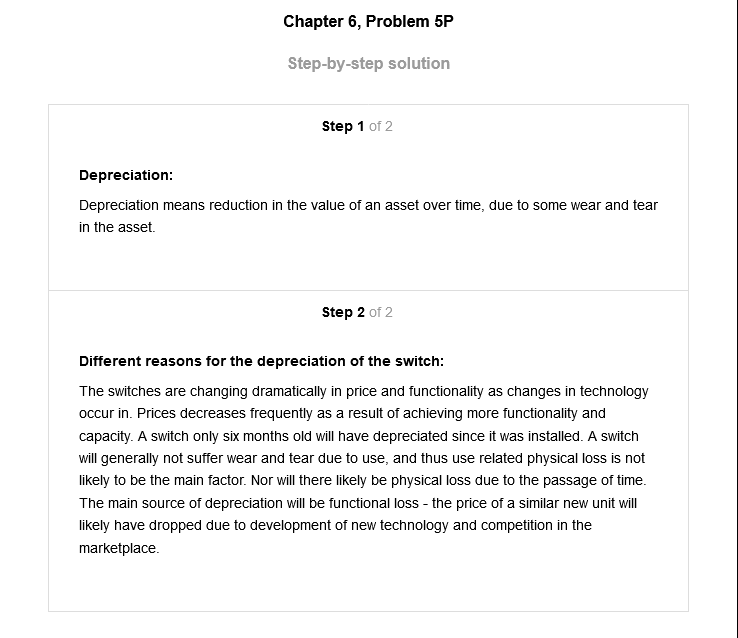 Chapter 6, Problem 5P
Step-by-step solution
Step 1 of 2
Depreciation:
Depreciation means reduction in the value of an asset over time, due to some wear and tear
in the asset.
Step 2 of 2
Different reasons for the depreciation of the switch:
The switches are changing dramatically in price and functionality as changes in technology
occur in. Prices decreases frequently as a result of achieving more functionality and
capacity. A switch only six months old will have depreciated since it was installed. A switch
will generally not suffer wear and tear due to use, and thus use related physical loss is not
likely to be the main factor. Nor will there likely be physical loss due to the passage of time.
The main source of depreciation will be functional loss - the price of a similar new unit will
likely have dropped due to development of new technology and competition in the
marketplace.